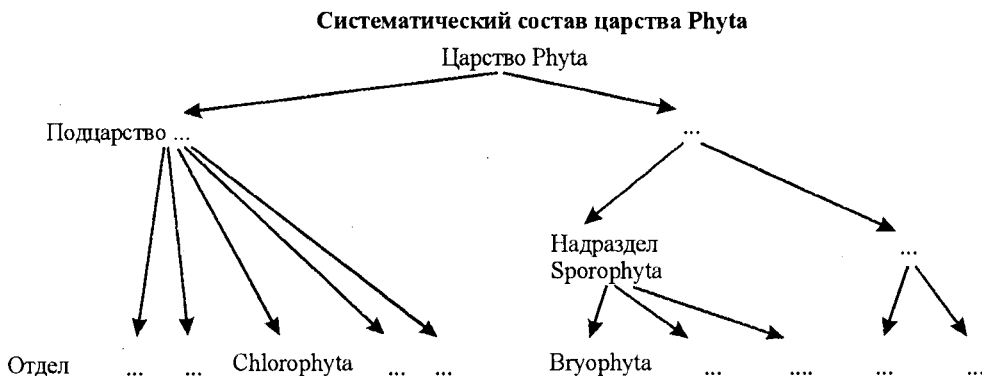 Систематический состав царства Phyta
Царство Phyta
Подцарство ...
...
Надраздел
Sporophyta
...
Отдел ... ... Chlorophyta ... ... Bryophyta ... .... ... ...